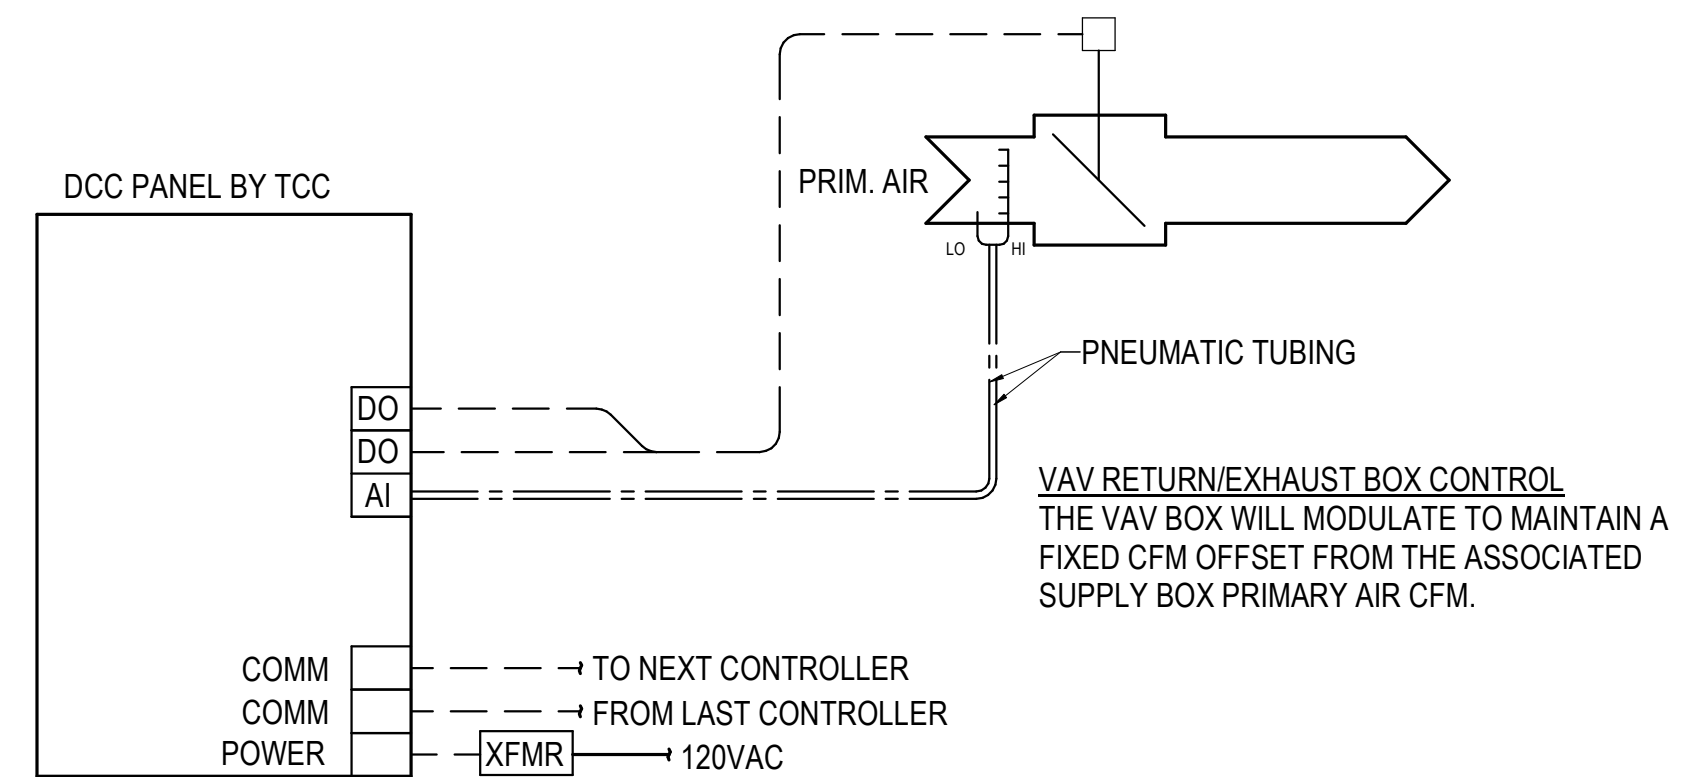 DCC PANEL BY TCC
PRIM. AIR
LO
HI
PNEUMATIC TUBING
DO
DO
AI
VAV RETURN/EXHAUST BOX CONTROL
THE VAV BOX WILL MODULATE TO MAINTAIN A
FIXED CFM OFFSET FROM THE ASSOCIATED
SUPPLY BOX PRIMARY AIR CFM.
COMM
TO NEXT CONTROLLER
COMM
FROM LAST CONTROLLER
POWER
XFMR
120VAC